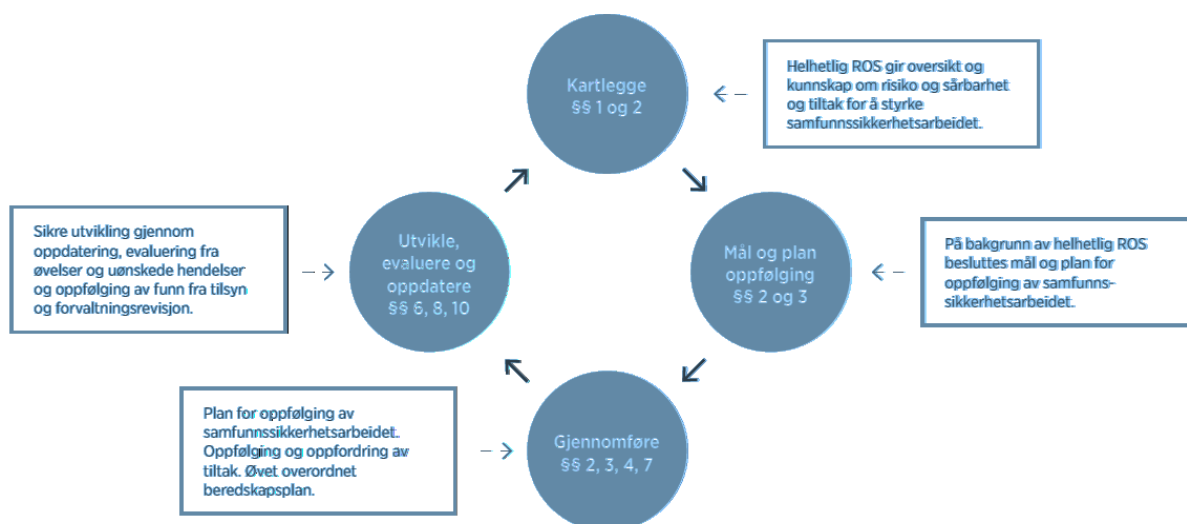 Kartlegge
§§ 1 og 2
Helhetlig ROS gir oversikt og
kunnskap om risiko og sårbarhet
og tiltak for å styrke
samfunnssikkerhetsarbeidet.
Mål og plan
oppfølging
§§ 2 og 3
På bakgrunn av helhetlig ROS
besluttes mål og plan for
oppfølging av samfunns-
sikkerhetsarbeidet.
Gjennomføre
§§ 2, 3, 4, 7
Plan for oppfølging av
samfunnssikkerhetsarbeidet.
Oppfølging og oppfordring av
tiltak. Øvet overordnet
beredskapsplan.
Utvikle,
evaluere og
oppdatere
§§ 6, 8, 10
Sikre utvikling gjennom
oppdatering, evaluering fra
øvelser og uønskede hendelser
og oppfølging av funn fra tilsyn
og forvaltningsrevisjon.